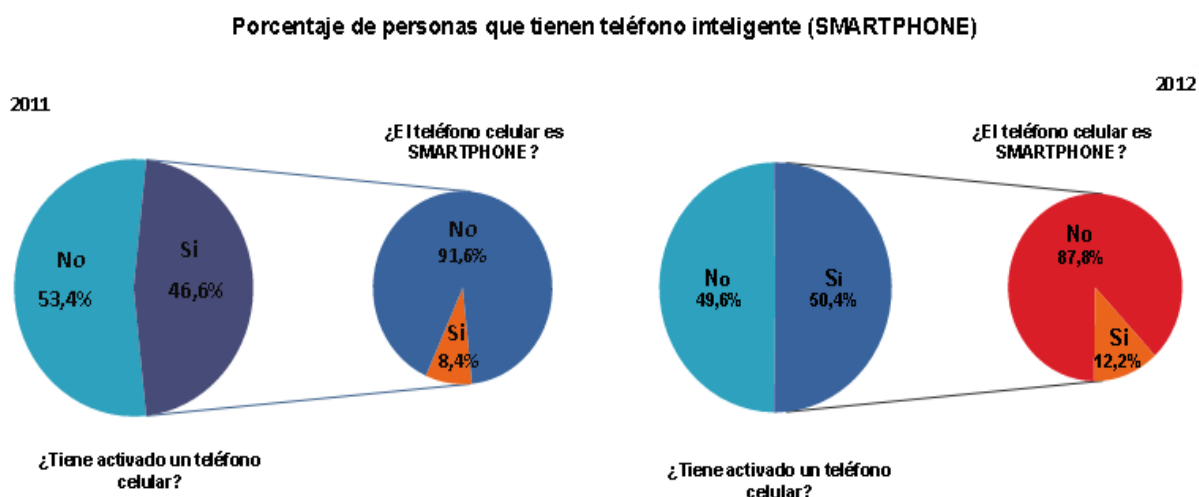 Porcentaje de personas que tienen teléfono inteligente (SMARTPHONE)
2011
¿El teléfono celular es
SMARTPHONE ?
No
53,4%
Si
46,6%
No
91,6%
Si
8,4%
¿Tiene activado un teléfono
celular?
2012
¿El teléfono celular es
SMARTPHONE ?
No
49,6%
Si
50,4%
No
87,8%
Si
12,2%
¿Tiene activado un teléfono
celular?